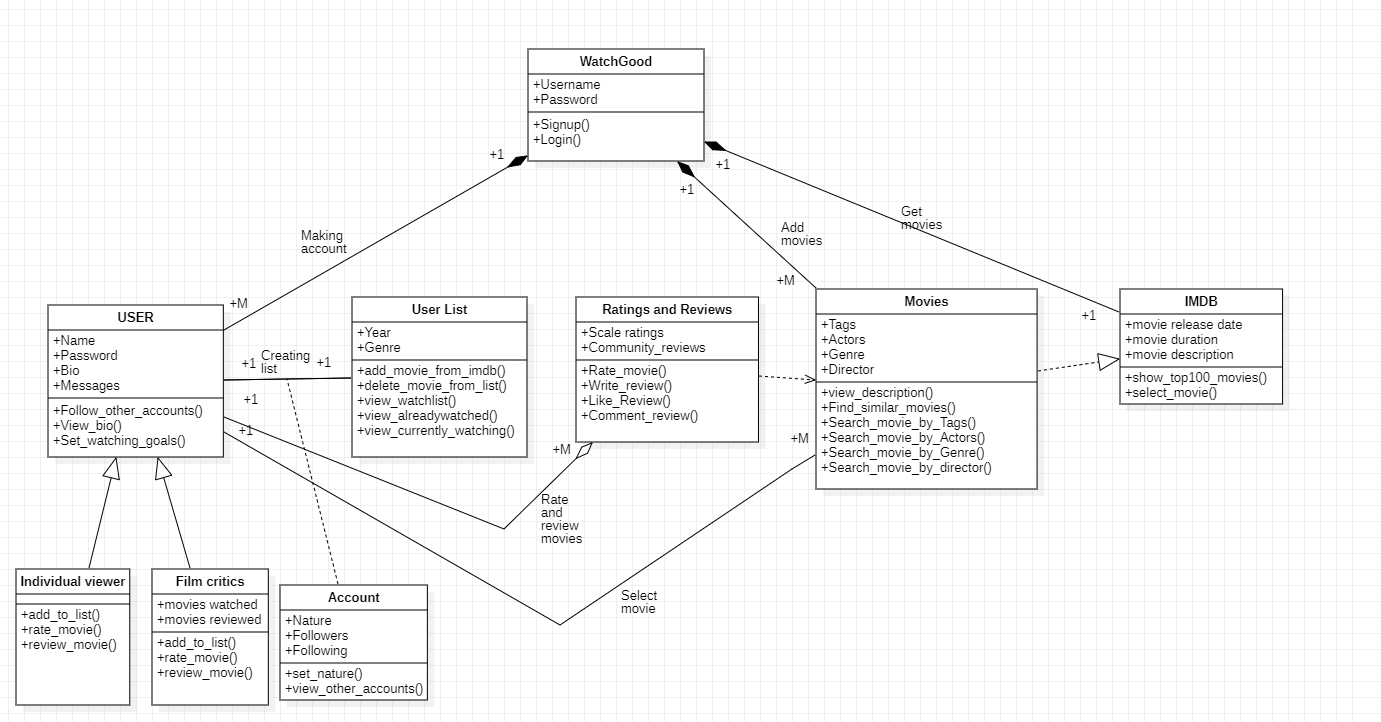 WatchGood
+Username
+Password
+Signup()
+Login()
+1
+1
+1
Making
account
Add
movies
Get
movies
+M
+M
+1
USER
+Name
+Password
+Bio
+Messages
+Follow_other_accounts()
+View_bio()
+Set_watching_goals()
+1
Creating
list
+1
+1
+1
User List
+Year
+Genre
+add_movie_from_imdb()
+delete_movie_from_list()
+view_watchlist()
+view_alreadywatched()
+view_currently_watching()
Ratings and Reviews
+Scale ratings
+Community_reviews
+Rate_movie()
+Write_review()
+Like_Review()
+Comment_review()
+M
Rate
and
review
movies
Movies
+Tags
+Actors
+Genre
+Director
+view_description()
+Find_similar_movies()
+Search_movie_by_Tags()
+Search_movie_by_Actors()
+Search_movie_by_Genre()
+Search_movie_by_director()
+M
Select
movie
IMDB
+movie release date
+movie duration
+movie description
+show_top100_movies()
+select_movie()
Individual viewer
+add_to_list()
+rate_movie()
+review_movie()
Film critics
+movies watched
+movies reviewed
+add_to_list()
+rate_movie()
+review_movie()
Account
+Nature
+Followers
+Following
+set_nature()
+view_other_accounts()